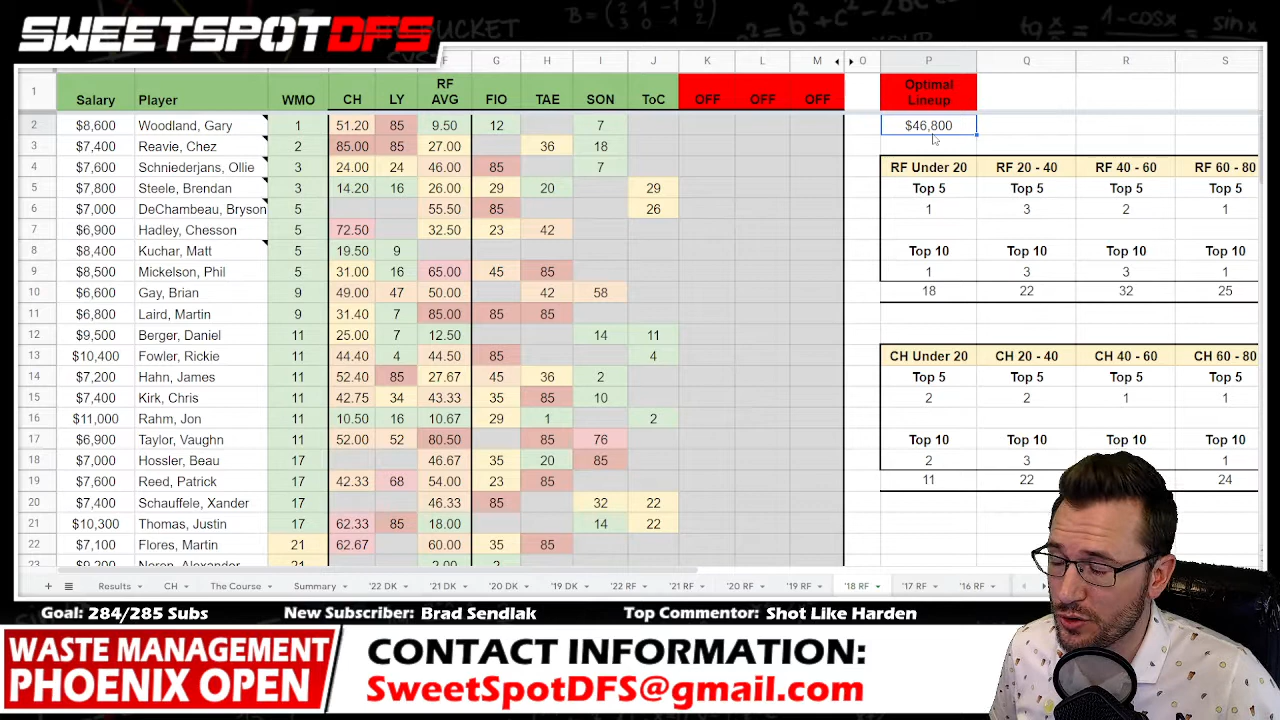 SWEETSPOTDFS
K L M O P Q R S
1 Salary Player WMO CH LY RF AVG FIO TAE SON ToC OFF OFF OFF Optimal Lineup
2 $8,600 Woodland, Gary 1 51.20 85 9.50 12 7 $46,800
3 $7,400 Reavie, Chez 2 85.00 85 27.00 36 18
4 $7,600 Schniederjans, Ollie 3 24.00 24 46.00 85 7 RF Under 20 RF 20 - 40 RF 40 - 60 RF 60 - 80
5 $7,800 Steele, Brendan 3 14.20 16 26.00 29 20 29 Top 5 Top 5 Top 5 Top 5
6 $7,000 DeChambeau, Bryson 5 55.50 85 26 1 3 2 1
7 $6,900 Hadley, Chesson 5 72.50 32.50 23 42
8 $8,400 Kuchar, Matt 5 19.50 9 Top 10 Top 10 Top 10 Top 10
9 $8,500 Mickelson, Phil 5 31.00 16 65.00 45 85 1 3 3 1
10 $6,600 Gay, Brian 9 49.00 47 50.00 42 58 18 22 32 25
11 $6,800 Laird, Martin 9 31.40 7 85.00 85 85
12 $9,500 Berger, Daniel 11 25.00 7 12.50 14 11
13 $10,400 Fowler, Rickie 11 44.40 4 44.50 85 4 CH Under 20 CH 20 - 40 CH 40 - 60 CH 60 - 80
14 $7,200 Hahn, James 11 52.40 85 27.67 45 36 2 Top 5 Top 5 Top 5 Top 5
15 $7,400 Kirk, Chris 11 42.75 34 43.33 35 85 10 2 2 1 1
16 $11,000 Rahm, Jon 11 10.50 16 10.67 29 1 2
17 $6,900 Taylor, Vaughn 11 52.00 52 80.50 85 76 Top 10 Top 10 Top 10 Top 10
18 $7,000 Hossler, Beau 17 46.67 35 20 85 2 3 1
19 $7,600 Reed, Patrick 17 42.33 68 54.00 23 85 11 22 24
20 $7,400 Schauffele, Xander 17 46.33 85 32 22
21 $10,300 Thomas, Justin 17 62.33 85 18.00 14 22
22 $7,100 Flores, Martin 21 62.67 60.00 35 85
Results CH The Course Summary '22 DK '21 DK '20 DK '19 DK '22 RF '21 RF '20 RF '19 RF '18 RF '17 RF '16 RF
Goal: 284/285 Subs New Subscriber: Brad Sendlak Top Commentor: Shot Like Harden
WASTE MANAGEMENT
PHOENIX OPEN
CONTACT INFORMATION:
SweetSpotDFS@gmail.com